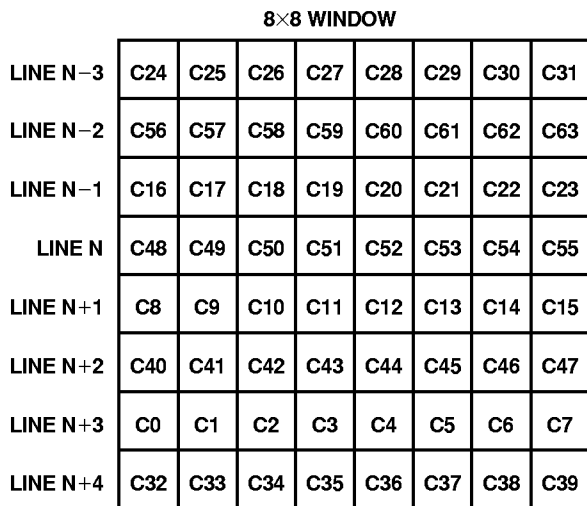 8×8 WINDOW
LINE N−3 C24 C25 C26 C27 C28 C29 C30 C31
LINE N−2 C56 C57 C58 C59 C60 C61 C62 C63
LINE N−1 C16 C17 C18 C19 C20 C21 C22 C23
LINE N C48 C49 C50 C51 C52 C53 C54 C55
LINE N+1 C8 C9 C10 C11 C12 C13 C14 C15
LINE N+2 C40 C41 C42 C43 C44 C45 C46 C47
LINE N+3 C0 C1 C2 C3 C4 C5 C6 C7
LINE N+4 C32 C33 C34 C35 C36 C37 C38 C39